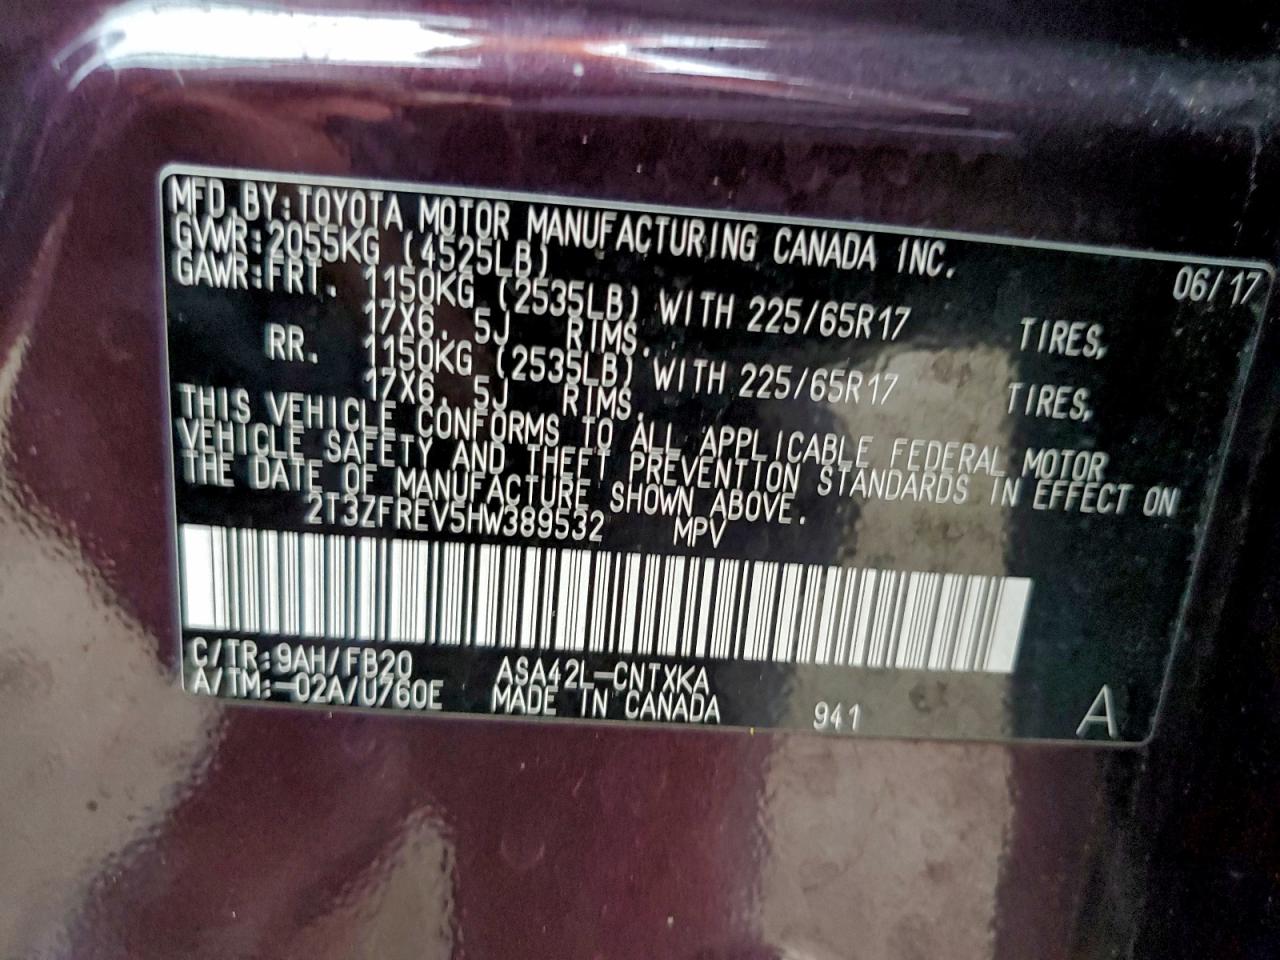 MFD.BY:TOYOTA MOTOR MANUFACTURING CANADA INC.
06/17
GVWR:2055KG (4525LB)
GAWR:FRT. 1150KG (2535LB) WITH 225/65R17 TIRES,
17X6.5J RIMS.
RR. 1150KG (2535LB) WITH 225/65R17 TIRES,
17X6.5J RIMS.
THIS VEHICLE CONFORMS TO ALL APPLICABLE FEDERAL MOTOR
VEHICLE SAFETY AND THEFT PREVENTION STANDARDS IN EFFECT ON
THE DATE OF MANUFACTURE SHOWN ABOVE.
2T3ZFREV5HW389532 MPV
C/TR:9AH/FB20 ASA42L-CNTXKA
A/TM:-02A/U760E MADE IN CANADA 941 A